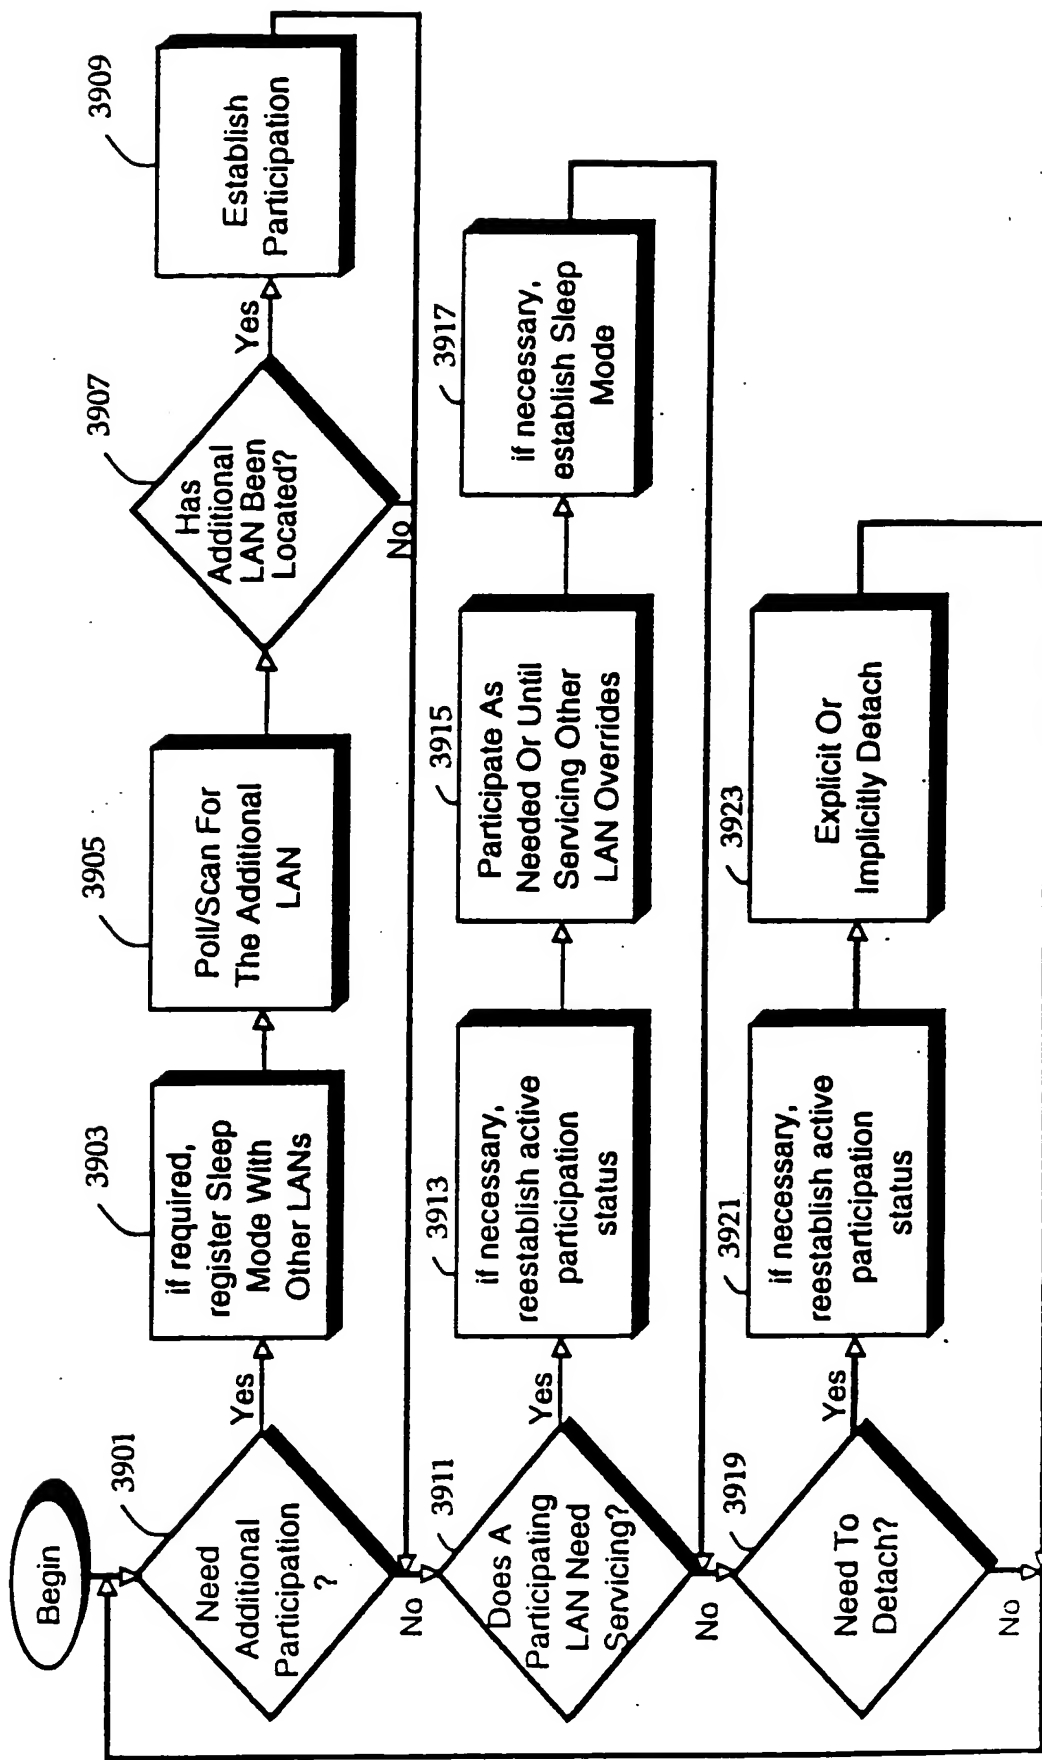 Begin
3901
Need
Additional
Participation
?
Yes
No
3903
if required,
register Sleep
Mode With
Other LANs
3905
Poll/Scan For
The Additional
LAN
3907
Has
Additional
LAN Been
Located?
Yes
No
3909
Establish
Participation
3911
Does A
Participating
LAN Need
Servicing?
Yes
No
3913
if necessary,
reestablish active
participation
status
3915
Participate As
Needed Or Until
Servicing Other
LAN Overrides
3917
if necessary,
establish Sleep
Mode
3919
Need To
Detach?
Yes
No
3921
if necessary,
reestablish active
participation
status
3923
Explicit Or
Implicitly Detach